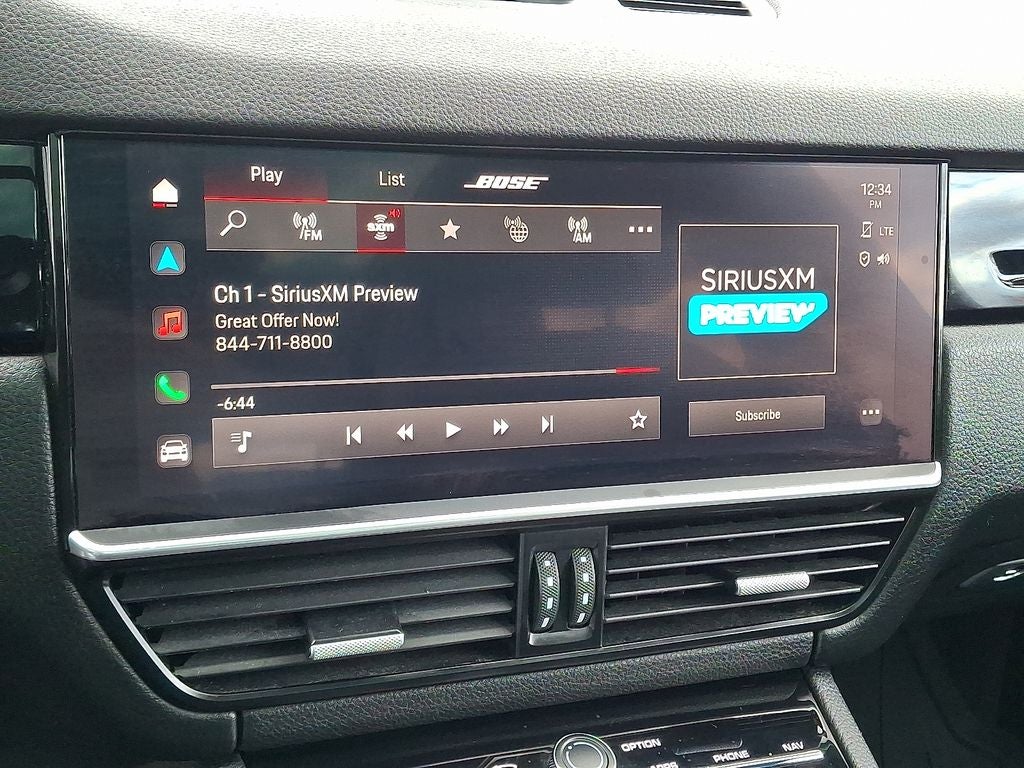 Play
List
BOSE
12:34
PM
FM
sxm
AM
LTE
Ch 1 - SiriusXM Preview
Great Offer Now!
844-711-8800
SIRIUSXM
PREVIEW
-6:44
Subscribe
OPTION
PHONE
NAV